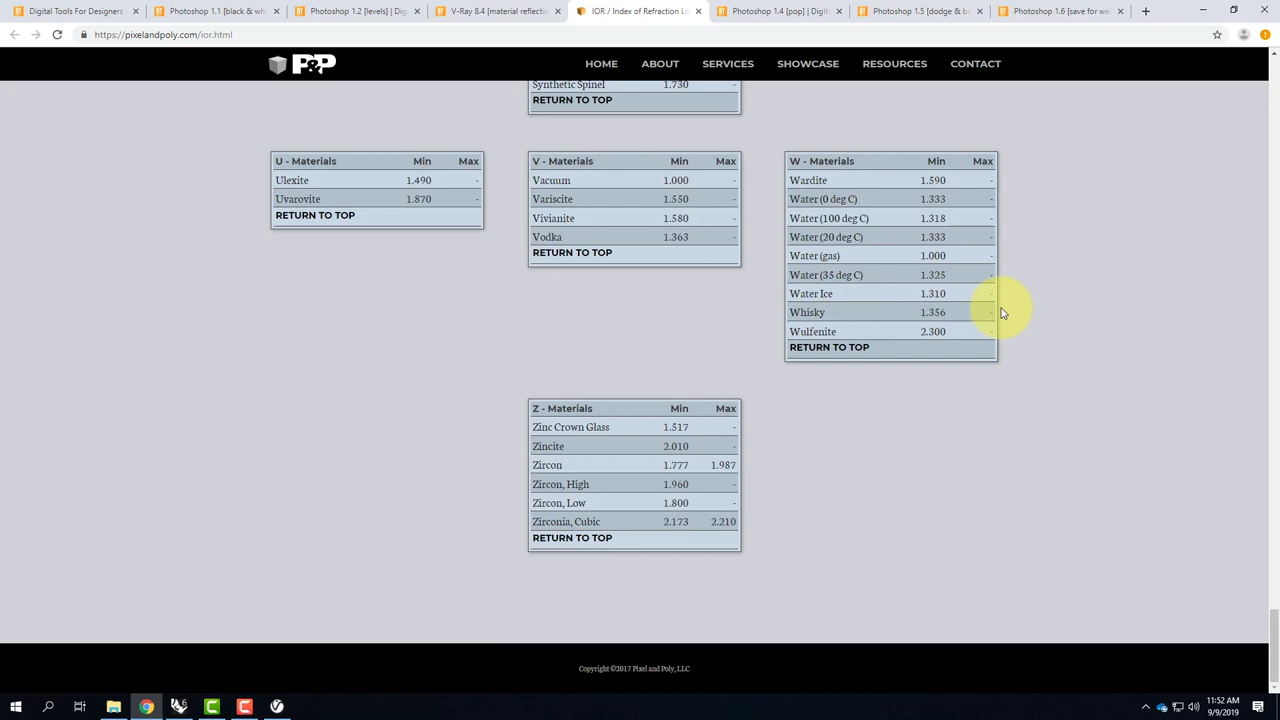 Digital Tools For Designers
Photoshop 1.1 [black & wh
Photoshop 1.2 [levels] | Dig
V-Ray 8.4 [material reflectio
IOR / Index of Refraction Li
Photoshop 1.4 [pop] | Digita
Photoshop 1.5 [dodge & bu
Photoshop 1.6 [save for we
https://pixelandpoly.com/ior.html
P&P
HOME
ABOUT
SERVICES
SHOWCASE
RESOURCES
CONTACT
Synthetic Spinel 1.730 -
RETURN TO TOP
U - Materials Min Max
Ulexite 1.490 -
Uvarovite 1.870 -
RETURN TO TOP
V - Materials Min Max
Vacuum 1.000 -
Variscite 1.550 -
Vivianite 1.580 -
Vodka 1.363 -
RETURN TO TOP
W - Materials Min Max
Wardite 1.590 -
Water (0 deg C) 1.333 -
Water (100 deg C) 1.318 -
Water (20 deg C) 1.333 -
Water (gas) 1.000 -
Water (35 deg C) 1.325 -
Water Ice 1.310 -
Whisky 1.356 -
Wulfenite 2.300 -
RETURN TO TOP
Z - Materials Min Max
Zinc Crown Glass 1.517 -
Zincite 2.010 -
Zircon 1.777 1.987
Zircon, High 1.960 -
Zircon, Low 1.800 -
Zirconia, Cubic 2.173 2.210
RETURN TO TOP
Copyright ©2017 Pixel and Poly, LLC
11:52 AM
9/9/2019